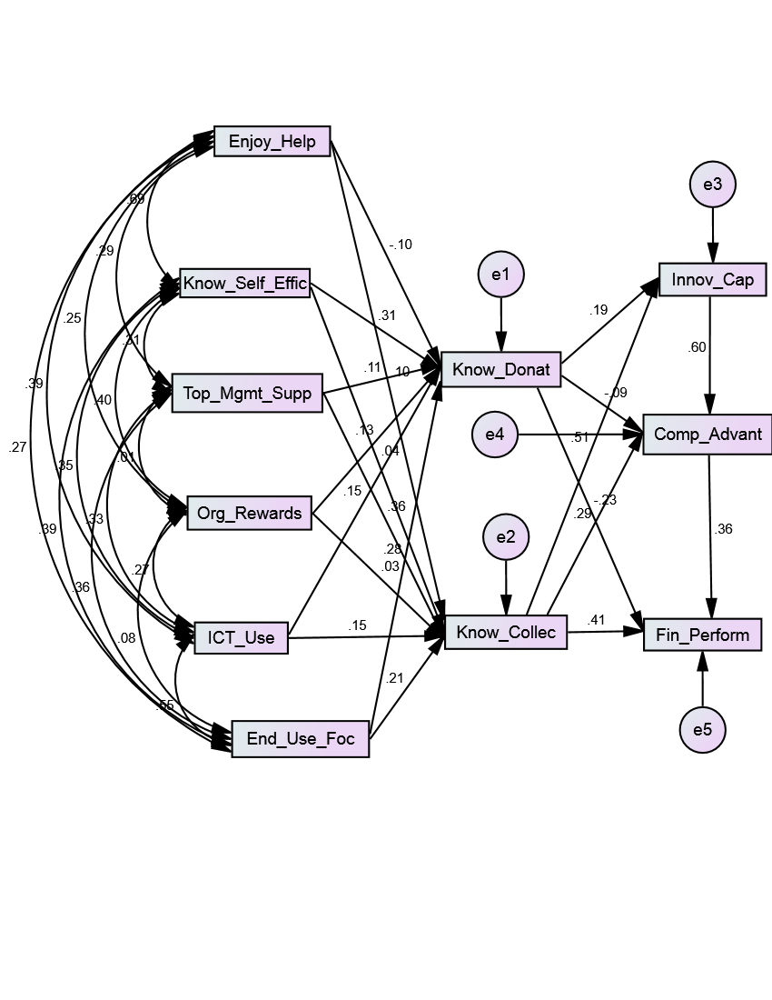 Enjoy_Help
e3
.69
.29
-.10
e1
Innov_Cap
Know_Self_Effic
.25
.31
.31
.19
.60
.39
.11
.10
Know_Donat
Top_Mgmt_Supp
-.09
.40
.27
.13
.04
e4
.51
Comp_Advant
.35
.01
.15
.36
-.23
.29
Org_Rewards
.33
.39
.36
e2
.28
.03
.27
.36
.08
ICT_Use
.15
Know_Collec
.41
Fin_Perform
.21
.55
End_Use_Foc
e5